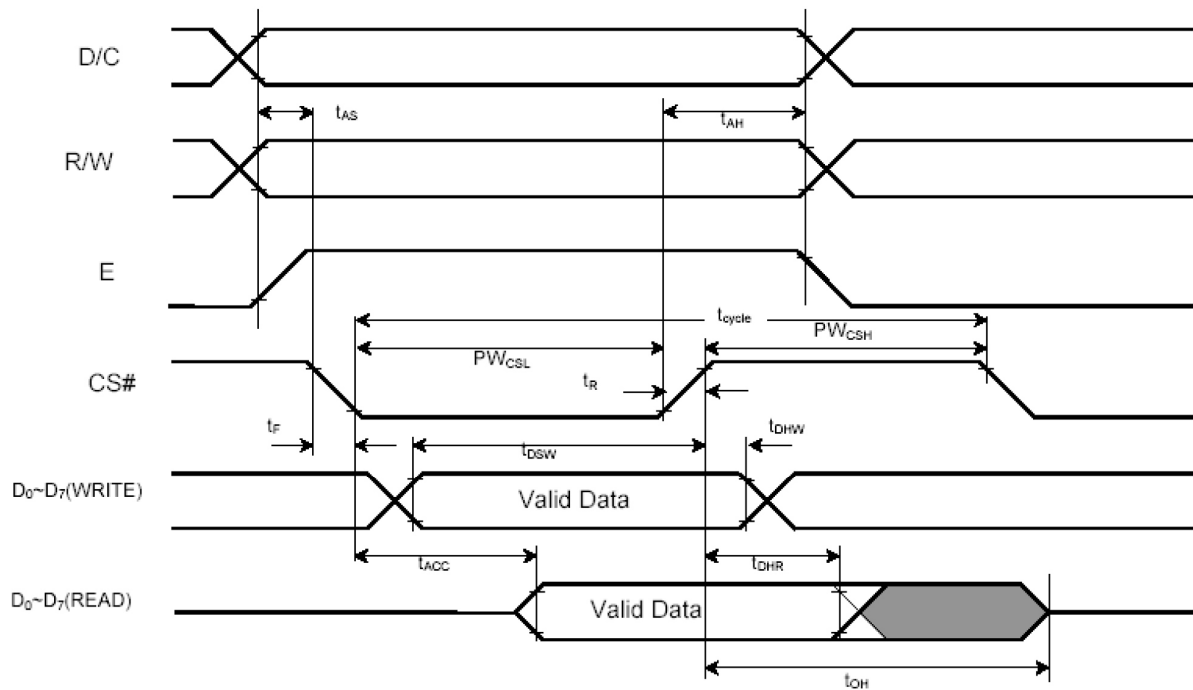 D/C
tAS
tAH
R/W
E
tcycle
PWCSL
PWCSH
CS#
tR
tF
tDSW
tDHW
D0~D7(WRITE)
Valid Data
tACC
tDHR
D0~D7(READ)
Valid Data
tOH